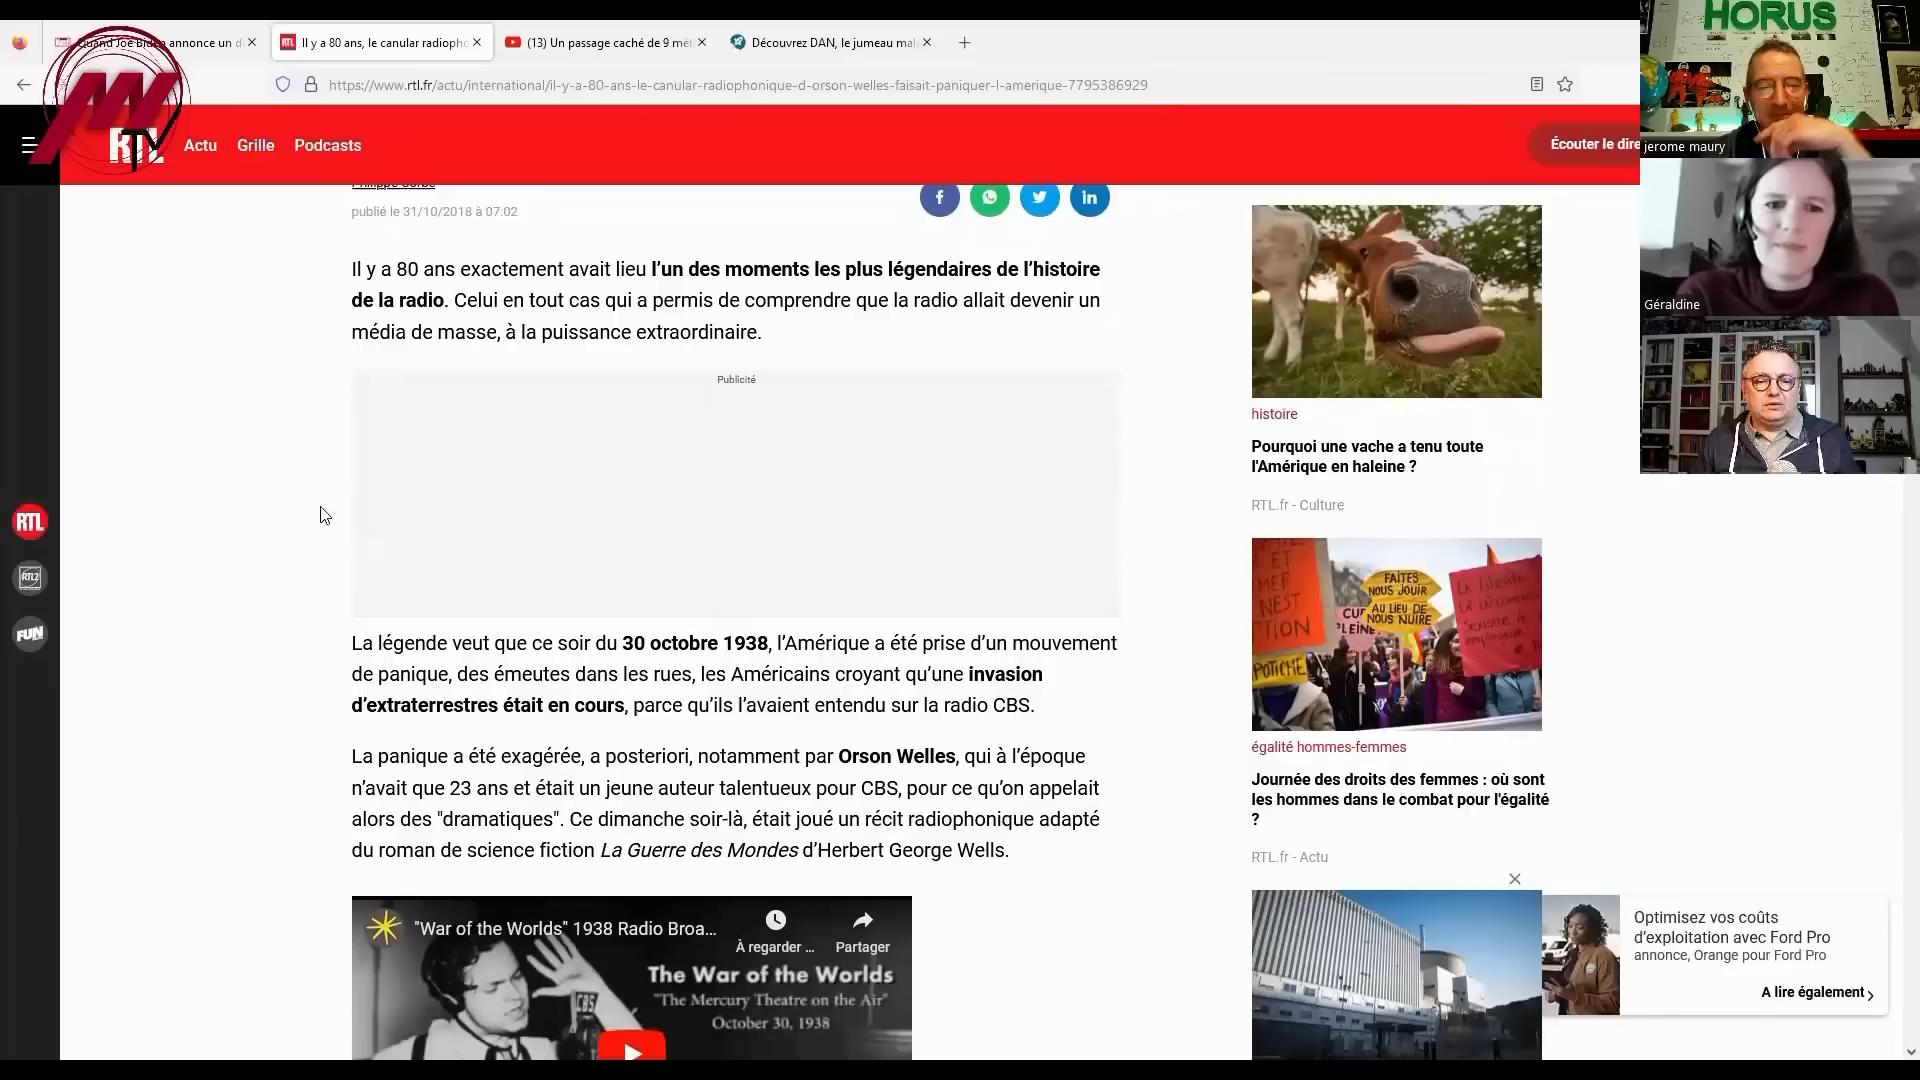 Quand Joe Biden annonce un d
Il y a 80 ans, le canular radiopho
(13) Un passage caché de 9 mèt
Découvrez DAN, le jumeau mal
https://www.rtl.fr/actu/international/il-y-a-80-ans-le-canular-radiophonique-d-orson-welles-faisait-paniquer-l-amerique-7795386929
TV
RTL
Actu
Grille
Podcasts
Écouter le dire
HORUS
jerome maury
Géraldine
publié le 31/10/2018 à 07:02
Il y a 80 ans exactement avait lieu l’un des moments les plus légendaires de l’histoire
de la radio. Celui en tout cas qui a permis de comprendre que la radio allait devenir un
média de masse, à la puissance extraordinaire.
Publicité
La légende veut que ce soir du 30 octobre 1938, l’Amérique a été prise d’un mouvement
de panique, des émeutes dans les rues, les Américains croyant qu’une invasion
d’extraterrestres était en cours, parce qu’ils l’avaient entendu sur la radio CBS.
La panique a été exagérée, a posteriori, notamment par Orson Welles, qui à l’époque
n’avait que 23 ans et était un jeune auteur talentueux pour CBS, pour ce qu’on appelait
alors des "dramatiques". Ce dimanche soir-là, était joué un récit radiophonique adapté
du roman de science fiction La Guerre des Mondes d’Herbert George Wells.
"War of the Worlds" 1938 Radio Broa...
À regarder ...
Partager
The War of the Worlds
"The Mercury Theatre on the Air"
October 30, 1938
CBS
RTL
RTL2
FUN
histoire
Pourquoi une vache a tenu toute
l'Amérique en haleine ?
RTL.fr - Culture
FAITES
NOUS JOUIR
AU LIEU DE
NOUS NUIRE
POTICHE
égalité hommes-femmes
Journée des droits des femmes : où sont
les hommes dans le combat pour l'égalité
?
RTL.fr - Actu
Optimisez vos coûts
d’exploitation avec Ford Pro
annonce, Orange pour Ford Pro
A lire également